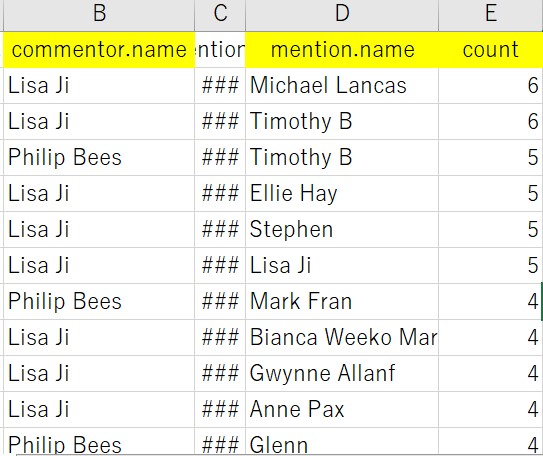 B C D E
commentor.name ntion mention.name count
Lisa Ji ### Michael Lancas 6
Lisa Ji ### Timothy B 6
Philip Bees ### Timothy B 5
Lisa Ji ### Ellie Hay 5
Lisa Ji ### Stephen 5
Lisa Ji ### Lisa Ji 5
Philip Bees ### Mark Fran 4
Lisa Ji ### Bianca Weeko Mar 4
Lisa Ji ### Gwynne Allanf 4
Lisa Ji ### Anne Pax 4
Philip Bees ### Glenn 4